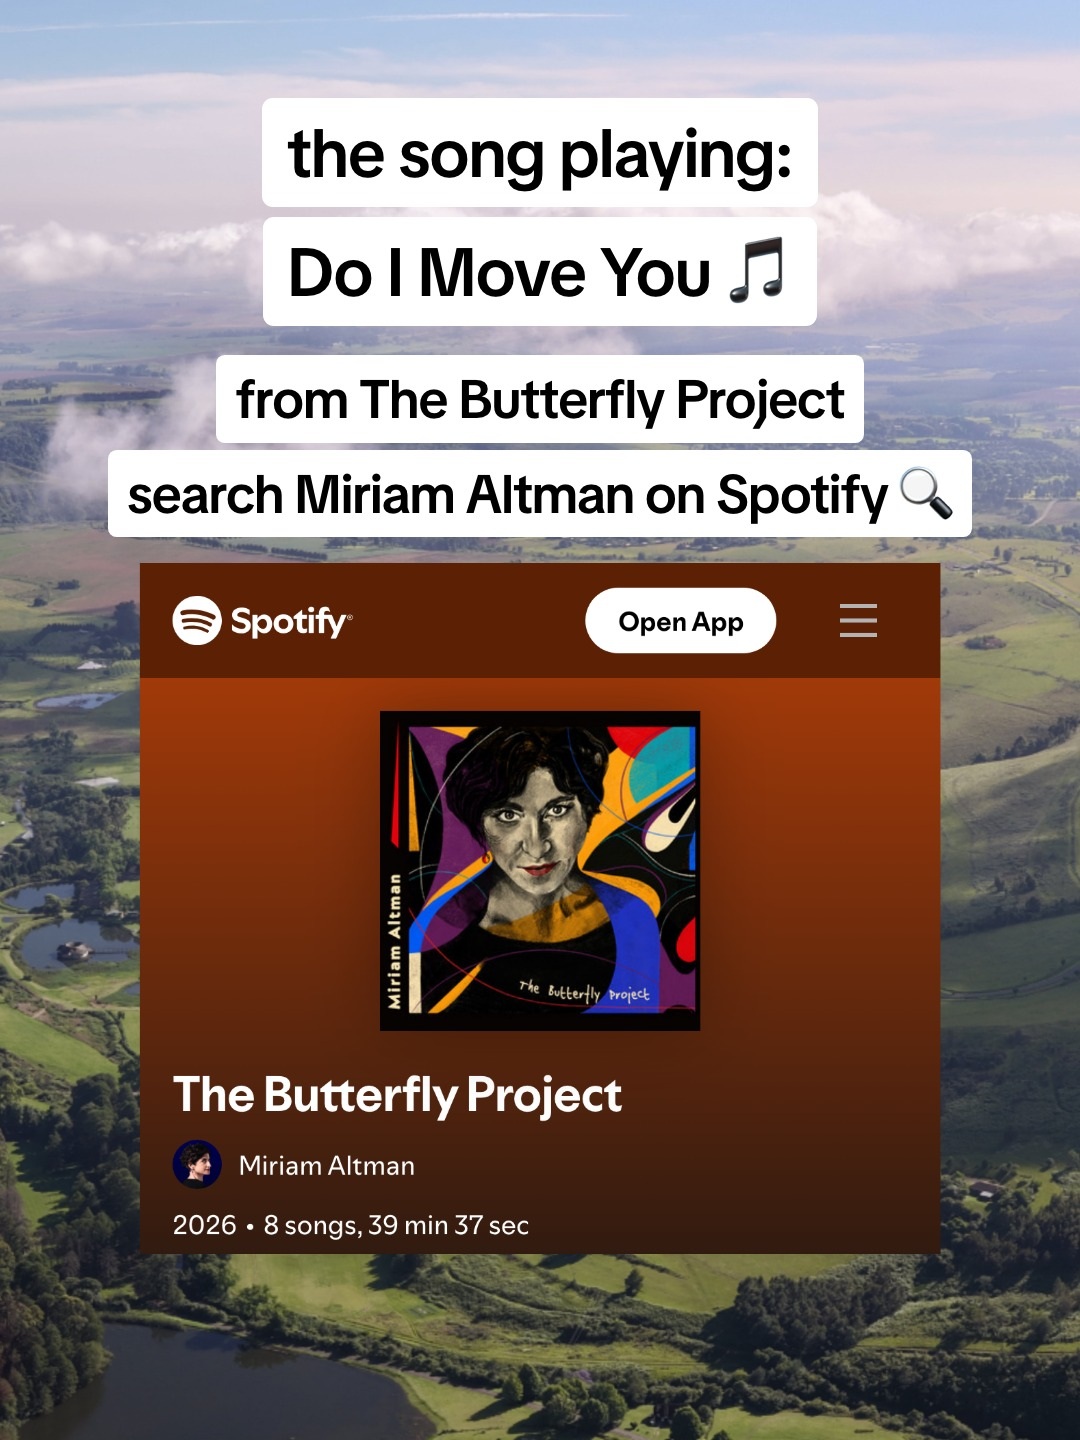 the song playing:
Do I Move You 🎵
from The Butterfly Project
search Miriam Altman on Spotify 🔍
Spotify®
Open App
Miriam Altman
The Butterfly Project
The Butterfly Project
Miriam Altman
2026 • 8 songs, 39 min 37 sec